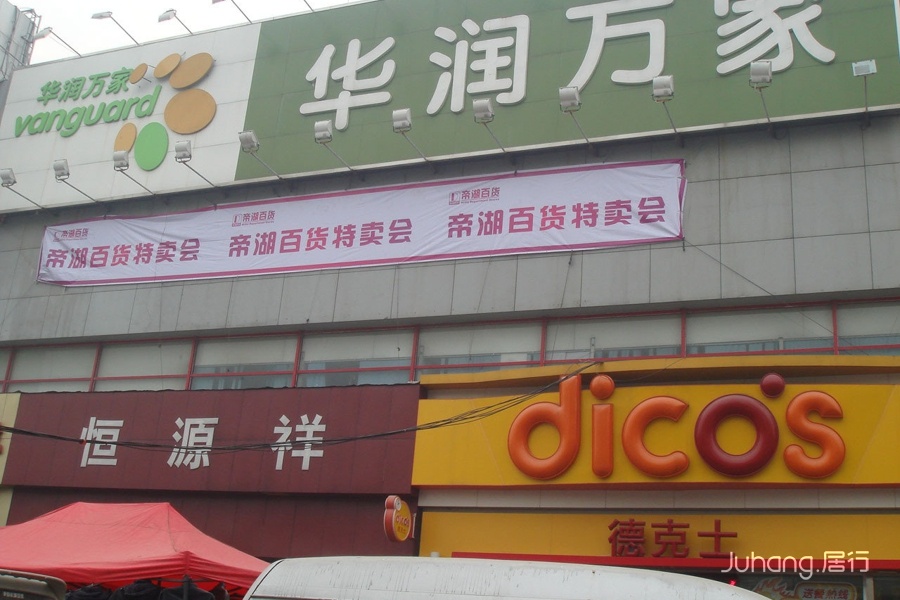 华润万家
vanguard
华润万家
帝湖百货
帝湖百货特卖会
帝湖百货
帝湖百货特卖会
帝湖百货
帝湖百货特卖会
恒源祥
dico's
dico's
德克士
Juhang.居行